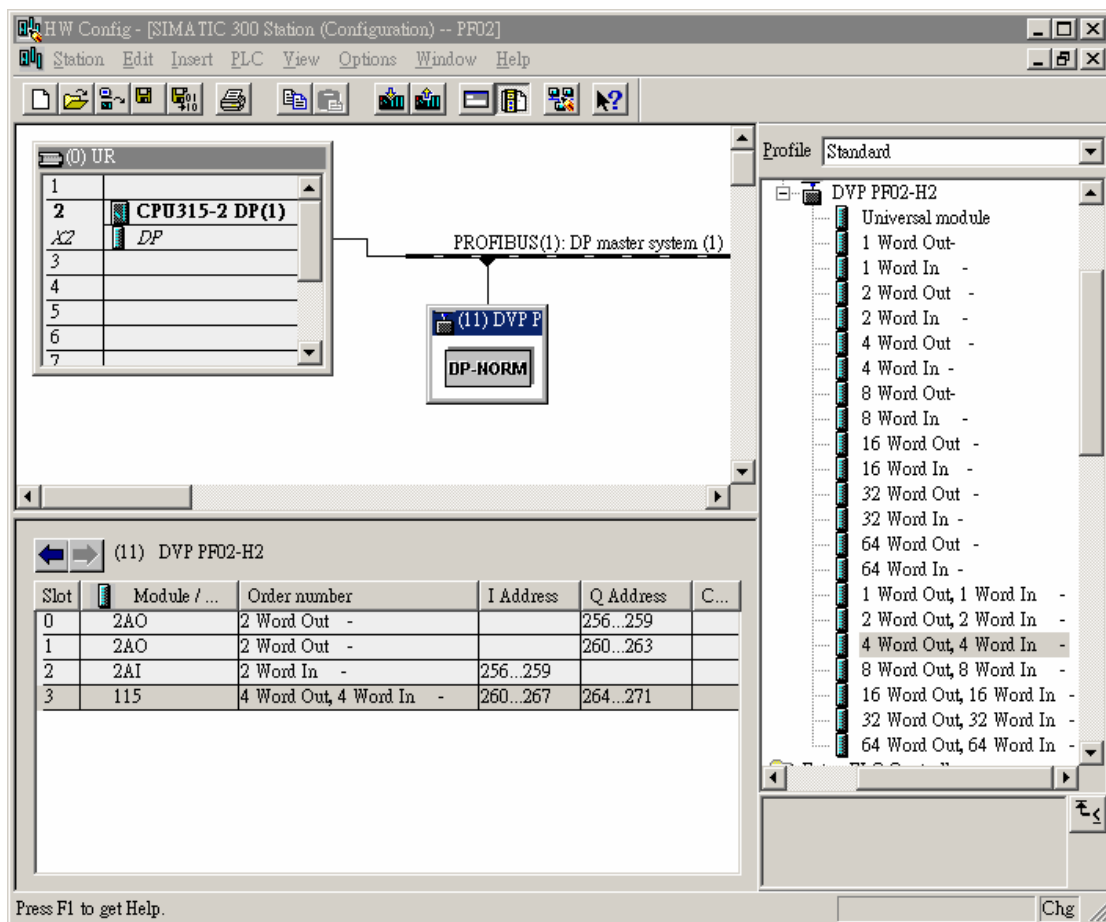 HW Config - [SIMATIC 300 Station (Configuration) -- PF02]
Station Edit Insert PLC View Options Window Help
(0) UR
1
2 CPU315-2 DP(1)
X2 DP
3
4
5
6
7
PROFIBUS(1): DP master system (1)
(11) DVP P
DP-NORM
Profile Standard
DVP PF02-H2
Universal module
1 Word Out-
1 Word In -
2 Word Out -
2 Word In -
4 Word Out -
4 Word In -
8 Word Out-
8 Word In -
16 Word Out -
16 Word In -
32 Word Out -
32 Word In -
64 Word Out -
64 Word In -
1 Word Out, 1 Word In -
2 Word Out, 2 Word In -
4 Word Out, 4 Word In -
8 Word Out, 8 Word In -
16 Word Out, 16 Word In -
32 Word Out, 32 Word In -
64 Word Out, 64 Word In -
(11) DVP PF02-H2
Slot Module / ... Order number I Address Q Address C...
0 2AO 2 Word Out - 256...259
1 2AO 2 Word Out - 260...263
2 2AI 2 Word In - 256...259
3 115 4 Word Out, 4 Word In - 260...267 264...271
Press F1 to get Help.
Chg